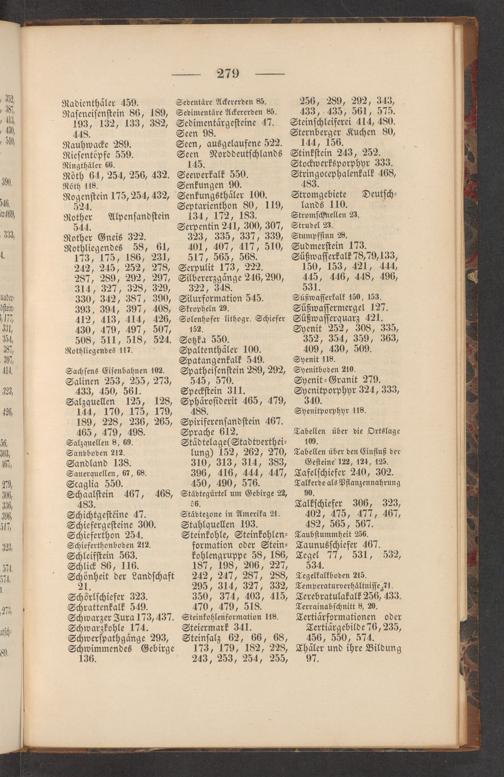 279
Radienthäler 459.
Raseneisenstein 86, 189,
193, 132, 133, 382,
448.
Rauhwacke 289.
Riesentöpfe 559.
Ringthäler 66.
Röth 64, 254, 256, 432.
Röth 118.
Rogenstein 175, 254, 432,
524.
Rother Alpensandstein
544.
Rother Gneis 322.
Rothliegendes 58, 61,
173, 175, 186, 231,
242, 245, 252, 278,
287, 289, 292, 297,
314, 327, 328, 329,
330, 342, 387, 390,
393, 394, 397, 408,
412, 413, 414, 426,
430, 479, 497, 507,
508, 511, 518, 524.
Rothliegendes 117.
Sachsens Eisenbahnen 102.
Salinen 253, 255, 273,
433, 450, 561.
Salzquellen 125, 128,
144, 170, 175, 179,
189, 228, 236, 265,
465, 479, 498.
Salzquellen 8, 69.
Sandboden 212.
Sandland 138.
Sauerquellen, 67, 68.
Scaglia 550.
Schaalstein 467, 468,
483.
Schichtgesteine 47.
Schiefergesteine 300.
Schieferthon 254.
Schieferthonboden 212.
Schleifstein 563.
Schlick 86, 116.
Schönheit der Landschaft
21.
Schörlschiefer 323.
Schrattenkalk 549.
Schwarzer Jura 173, 437.
Schwarzkohle 174.
Schwerspathgänge 293,
Schwimmendes Gebirge
136.
Sedentäre Ackererden 85.
Sedimentäre Ackererden 85.
Sedimentärgesteine 47.
Seen 98.
Seen, ausgelaufene 522.
Seen Norddeutschlands
145.
Seewerkalk 550.
Senkungen 90.
Senkungsthäler 100.
Septarienthon 80, 119,
134, 172, 183.
Serpentin 241, 300, 307,
323, 335, 337, 339,
401, 407, 417, 510,
517, 565, 568.
Serpulit 173, 222.
Silbererzgänge 246, 290,
322, 348.
Silurformation 545.
Skropheln 29.
Solenhofer lithogr. Schiefer
152.
Sotzka 550.
Spaltenthäler 100.
Spatangenkalk 549.
Spatheisenstein 289, 292,
545, 570.
Speckstein 311.
Sphärosiderit 465, 479,
488.
Spiriferensandstein 467.
Sprache 612.
Städtelage (Stadtverthei-
lung) 152, 262, 270,
310, 313, 314, 383,
396, 416, 444, 447,
450, 490, 576.
Städtegürtel um Gebirge 22,
Städtezone in Amerika 21.
Stahlquellen 193.
Steinkohle, Steinkohlen-
formation oder Stein-
kohlengruppe 58, 186,
187, 198, 206, 227,
242, 247, 287, 288,
295, 314, 327, 332,
350, 374, 403, 415,
470, 479, 518.
Steinkohlenformation 118.
Steiermark 341.
Steinsalz 62, 66, 68,
173, 179, 182, 228,
243, 253, 254, 255,
256, 289, 292, 343,
433, 435, 561, 575.
Steinschleiferei 414, 480.
Sternberger Kuchen 80,
144, 156.
Stinkstein 243, 252.
Stockwerksporphyr 333.
Stringocephalenkalk 468,
483.
Stromgebiete Deutsch-
lands 110.
Stromschnellen 23.
Strudel 23.
Stumpfsinn 28.
Sudmerstein 173.
Süßwasserkalk 78, 79, 133,
150, 153, 421, 444,
445, 446, 448, 496,
531.
Süßwasserkalk 150, 153.
Süßwassermergel 127.
Süßwasserquarz 421.
Syenit 252, 308, 335,
352, 354, 359, 363,
409, 430, 509.
Syenit 118.
Syenitboden 210.
Syenit-Granit 279.
Syenitporphyr 324, 333,
340.
Syenitporphyr 118.
Tabellen über die Ortslage
109.
Tabellen über den Einfluß der
Gesteine 122, 124, 125.
Tafelschiefer 240, 302.
Talkerde als Pflanzennahrung
90.
Talkschiefer 306, 323,
402, 475, 477, 467,
482, 565, 567.
Taubstummheit 256.
Taunusschiefer 467.
Tegel 77, 531, 532,
534.
Tegelkalkboden 215.
Temperaturverhältnisse 71.
Terebratulakalk 256, 433.
Terrainabschnitt 8, 20.
Tertiärformationen oder
Tertiärgebilde 76, 235,
456, 550, 574.
Thäler und ihre Bildung
97.